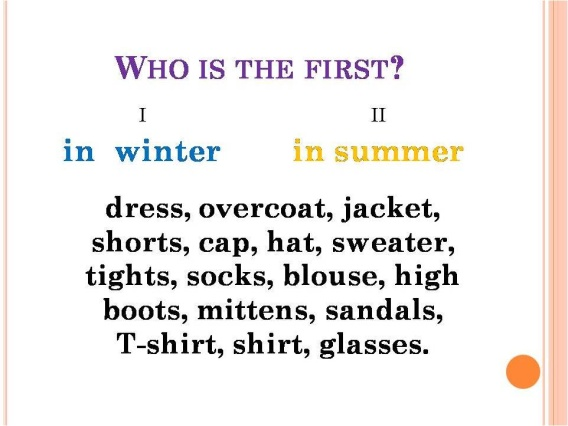 WHO IS THE FIRST?
I II
in winter in summer
dress, overcoat, jacket,
shorts, cap, hat, sweater,
tights, socks, blouse, high
boots, mittens, sandals,
T-shirt, shirt, glasses.